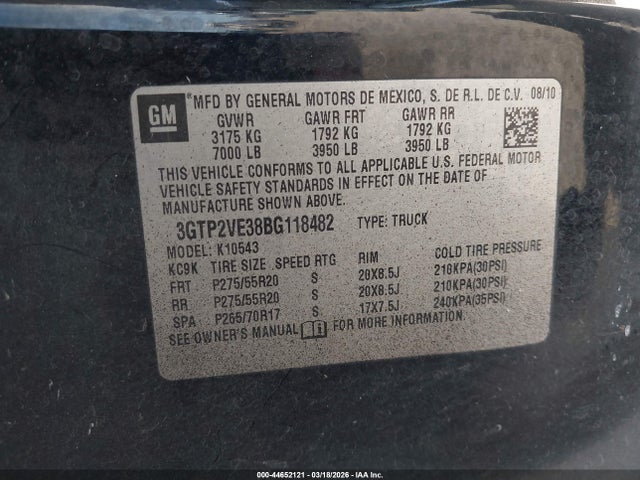 GM
*MFD BY GENERAL MOTORS DE MEXICO, S. DE R.L. DE C.V. 08/10
GVWR GAWR FRT GAWR RR
3175 KG 1792 KG 1792 KG
7000 LB 3950 LB 3950 LB
THIS VEHICLE CONFORMS TO ALL APPLICABLE U.S. FEDERAL MOTOR
VEHICLE SAFETY STANDARDS IN EFFECT ON THE DATE OF
MANUFACTURE SHOWN ABOVE.
3GTP2VE38BG118482 TYPE: TRUCK
MODEL: K10543
KC9K TIRE SIZE SPEED RTG RIM COLD TIRE PRESSURE
FRT P275/55R20 S 20X8.5J 210KPA(30PSI)
RR P275/55R20 S 20X8.5J 210KPA(30PSI)
SPA P265/70R17 S 17X7.5J 240KPA(35PSI)
SEE OWNER'S MANUAL FOR MORE INFORMATION.
000-44652121 - 03/18/2026 - IAA Inc.